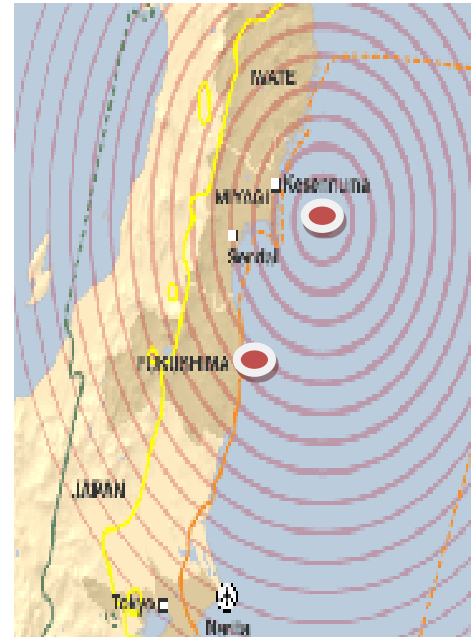 IWATE
Kesennuma
MIYAGI
Sendai
FUKUSHIMA
JAPAN
Tokyo
Narita